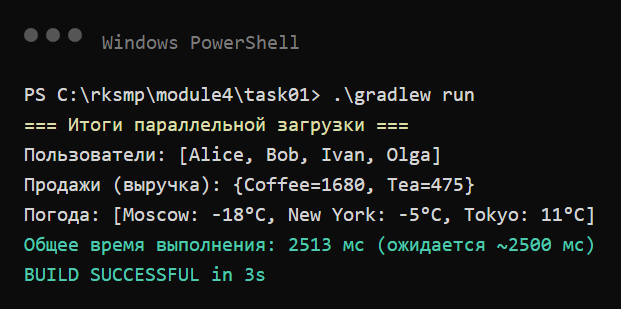 Windows PowerShell
PS C:\rksmp\module4\task01> .\gradlew run
=== Итоги параллельной загрузки ===
Пользователи: [Alice, Bob, Ivan, Olga]
Продажи (выручка): {Coffee=1680, Tea=475}
Погода: [Moscow: -18°C, New York: -5°C, Tokyo: 11°C]
Общее время выполнения: 2513 мс (ожидается ~2500 мс)
BUILD SUCCESSFUL in 3s